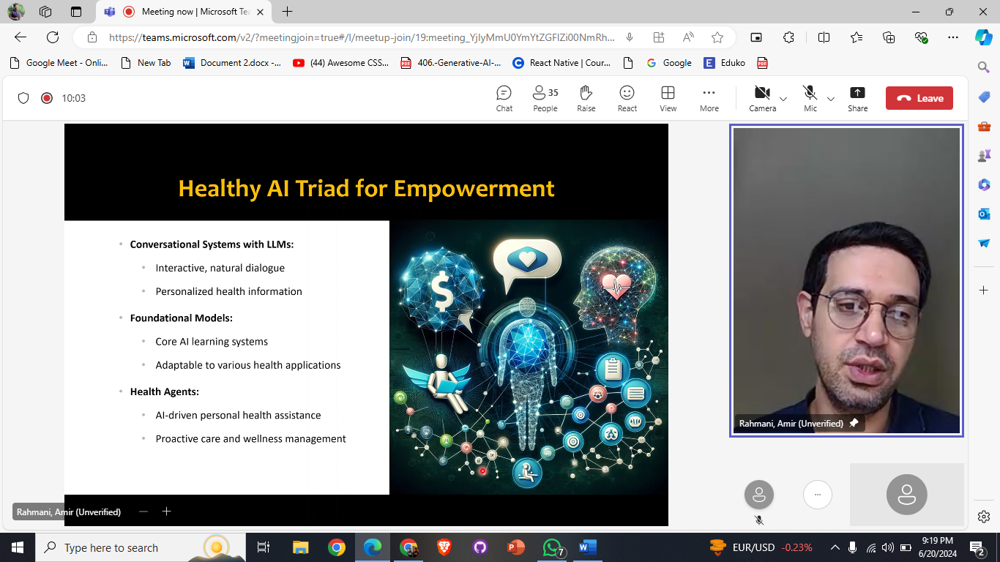 Meeting now | Microsoft Tea
https://teams.microsoft.com/v2/?meetingjoin=true#/l/meetup-join/19:meeting_YjIyMmU0YmYtZGFlZi00NmRh...
Google Meet - Onli...
New Tab
Document 2.docx -...
(44) Awesome CSS...
406.-Generative-AI-...
React Native | Cour...
Google
Eduko
10:03
Chat
People
35
Raise
React
View
More
Camera
Mic
Share
Leave
Healthy AI Triad for Empowerment
Conversational Systems with LLMs:
Interactive, natural dialogue
Personalized health information
Foundational Models:
Core AI learning systems
Adaptable to various health applications
Health Agents:
AI-driven personal health assistance
Proactive care and wellness management
$
Rahmani, Amir (Unverified)
Rahmani, Amir (Unverified)
Type here to search
7
EUR/USD -0.23%
9:19 PM
6/20/2024
2